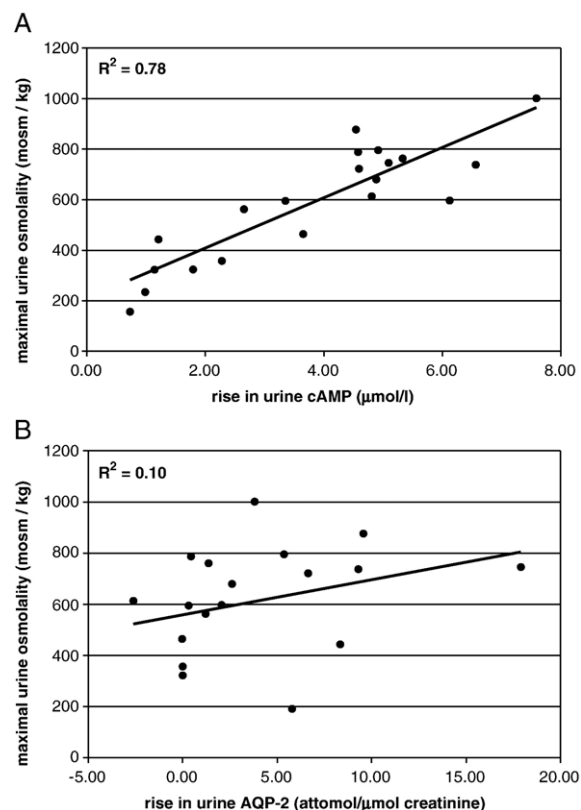 A
R² = 0.78
maximal urine osmolality (mosm / kg)
1200
1000
800
600
400
200
0
0.00 2.00 4.00 6.00 8.00
rise in urine cAMP (μmol/l)
B
R² = 0.10
maximal urine osmolality (mosm / kg)
1200
1000
800
600
400
200
0
-5.00 0.00 5.00 10.00 15.00 20.00
rise in urine AQP-2 (attomol/μmol creatinine)